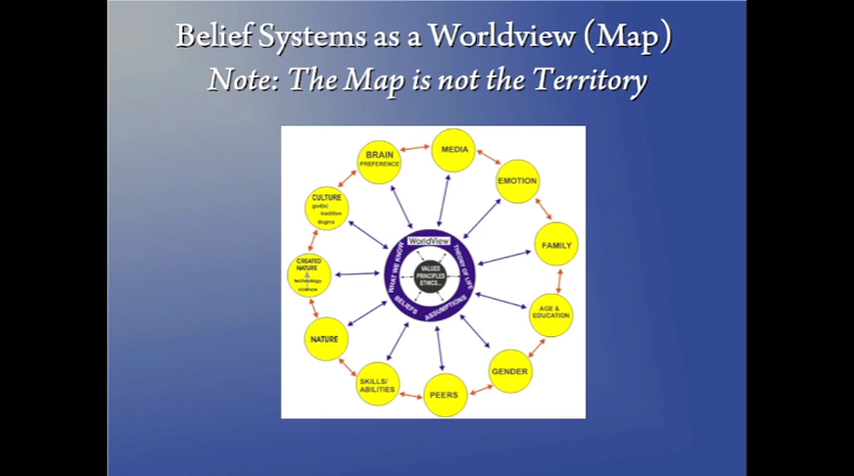 Belief Systems as a Worldview (Map)
Note: The Map is not the Territory
MEDIA
EMOTION
FAMILY
AGE &
EDUCATION
GENDER
PEERS
SKILLS/
ABILITIES
NATURE
CREATED
NATURE
&
technology
science
CULTURE
god(s)
tradition
dogma
BRAIN
PREFERENCE
WorldView
THEORY OF LIFE
ASSUMPTIONS
BELIEFS
WHAT WE KNOW
VALUES
PRINCIPLES
ETHICS...